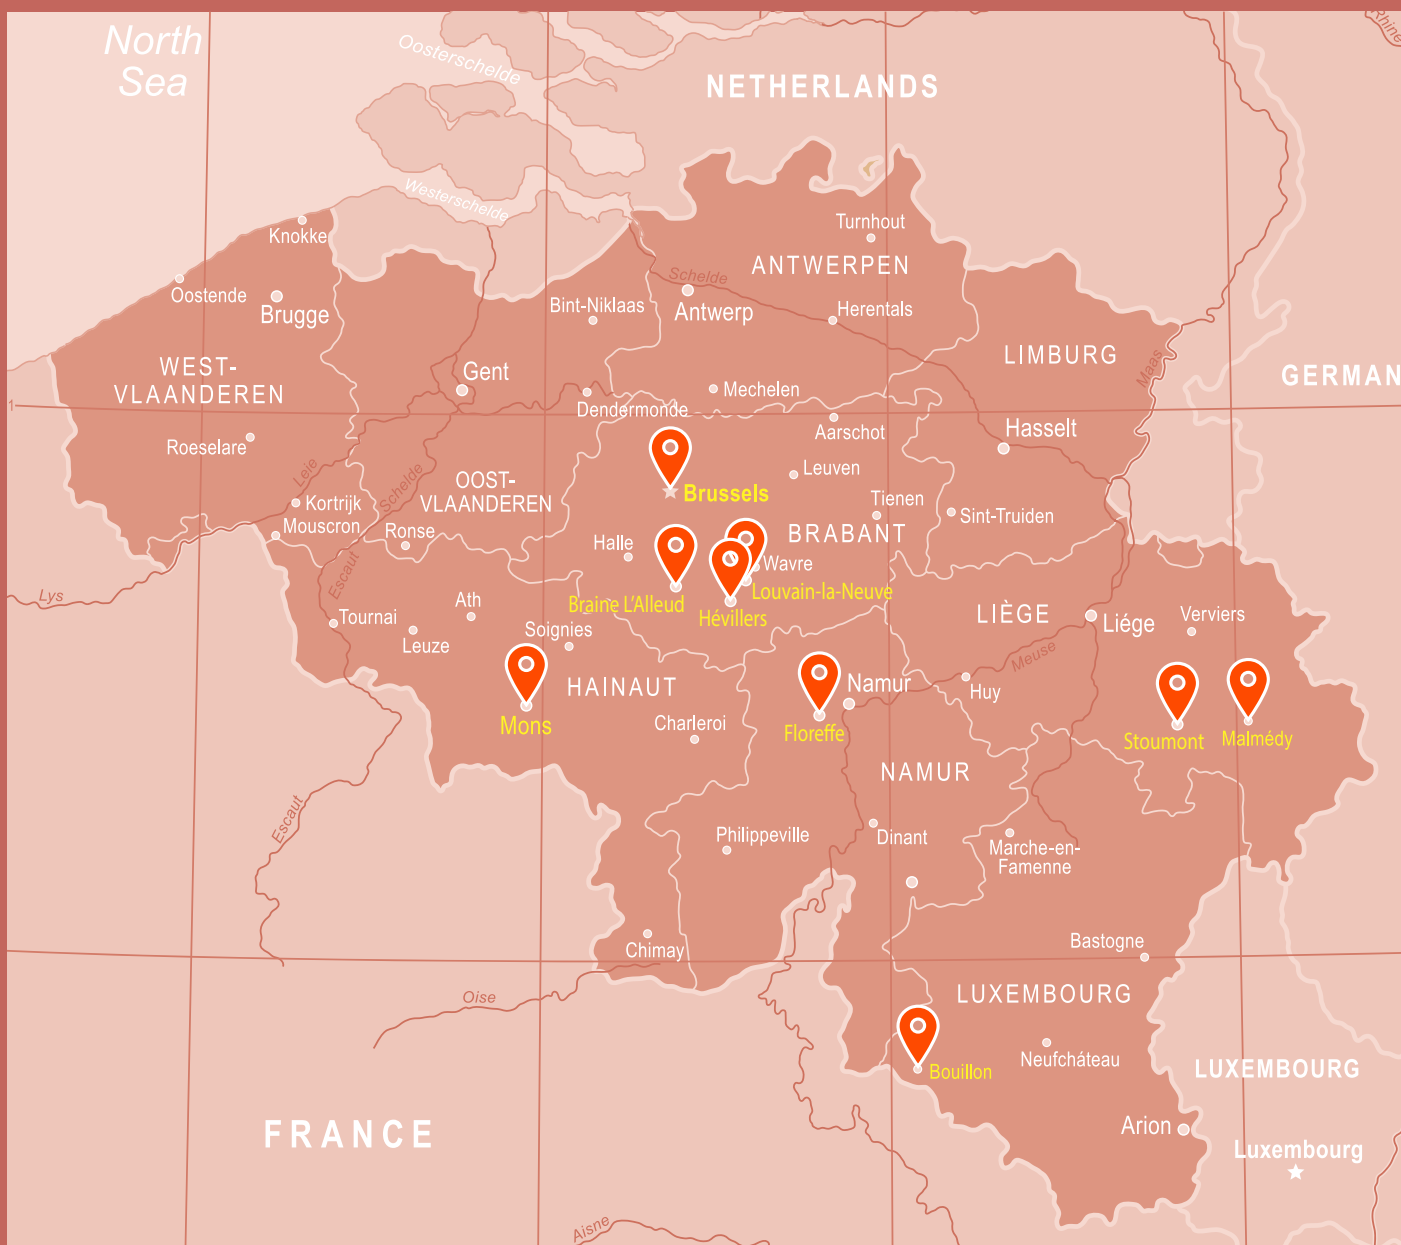 North
Sea
Oosterschelde
Rhine
NETHERLANDS
Westerschelde
Knokke
Turnhout
ANTWERPEN
Schelde
Oostende
Brugge
Bint-Niklaas
Antwerp
Herentals
WEST-
VLAANDEREN
LIMBURG
Maas
Gent
GERMAN
Mechelen
1
Dendermonde
Aarschot
Hasselt
Roeselare
Leie
Schelde
OOST-
VLAANDEREN
Leuven
Brussels
Kortrijk
Mouscron
Tienen
Sint-Truiden
Ronse
Halle
BRABANT
Wavre
Escaut
Lys
Ath
Braine L'Alleud
Louvain-la-Neuve
Hévillers
Tournai
Leuze
Soignies
LIÈGE
Liége
Verviers
Meuse
HAINAUT
Namur
Huy
Mons
Charleroi
Floreffe
Stoumont
Malmédy
NAMUR
Escaut
Philippeville
Dinant
Marche-en-
Famenne
Chimay
Bastogne
Oise
LUXEMBOURG
Neufcháteau
Bouillon
LUXEMBOURG
FRANCE
Arion
Luxembourg
Aisne